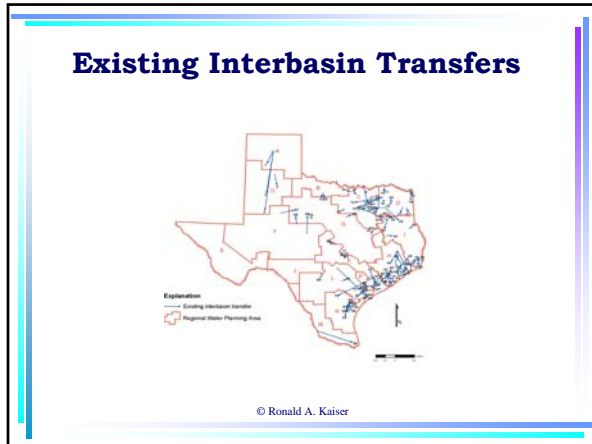 Existing Interbasin Transfers
Explanation
Existing interbasin transfer
Regional Water Planning Area
© Ronald A. Kaiser